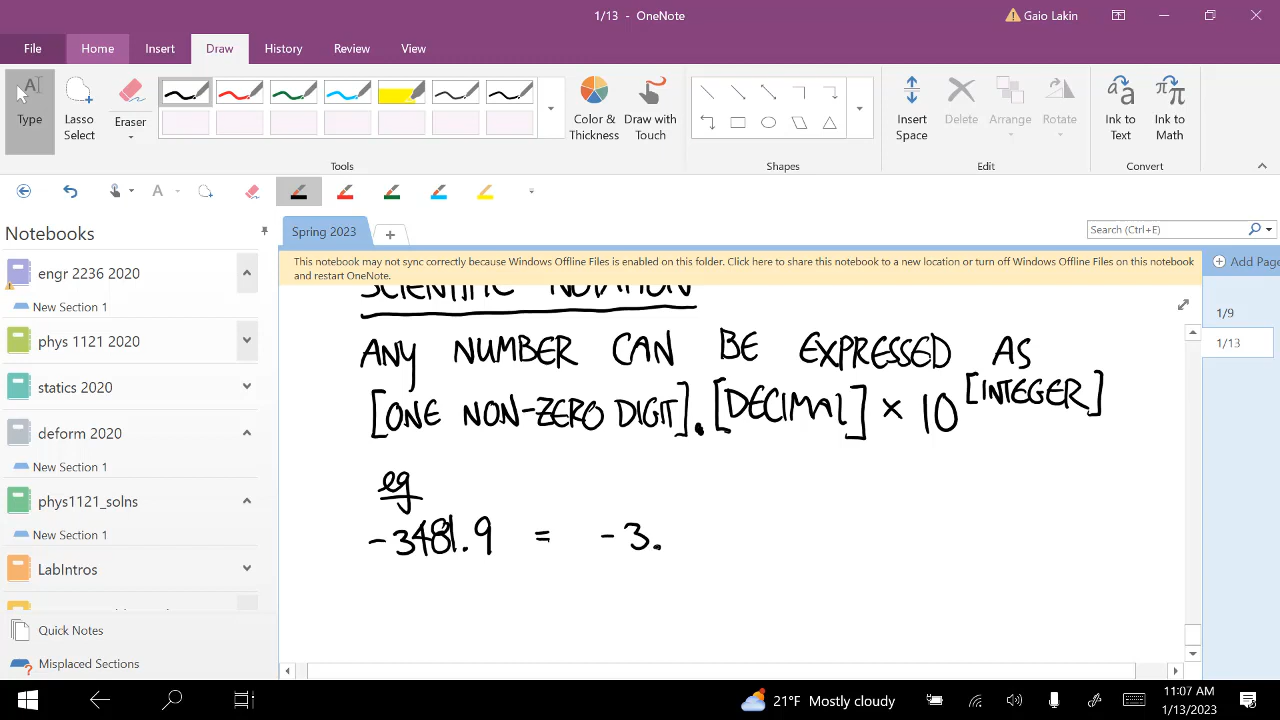 1/13 - OneNote
Gaio Lakin
File
Home
Insert
Draw
History
Review
View
Type
Lasso
Select
Eraser
Color &
Thickness
Draw with
Touch
Insert
Space
Delete
Arrange
Rotate
Ink to
Text
Ink to
Math
Tools
Shapes
Edit
Convert
Notebooks
Spring 2023
Search (Ctrl+E)
This notebook may not sync correctly because Windows Offline Files is enabled on this folder. Click here to share this notebook to a new location or turn off Windows Offline Files on this notebook
and restart OneNote.
Add Page
1/9
1/13
engr 2236 2020
New Section 1
phys 1121 2020
statics 2020
deform 2020
New Section 1
phys1121_solns
New Section 1
LabIntros
Quick Notes
Misplaced Sections
SCIENTIFIC NOTATION
ANY NUMBER CAN BE EXPRESSED AS
[ONE NON-ZERO DIGIT].[DECIMAL] × 10 [INTEGER]
eg
-3481.9 = -3.
21°F Mostly cloudy
11:07 AM
1/13/2023